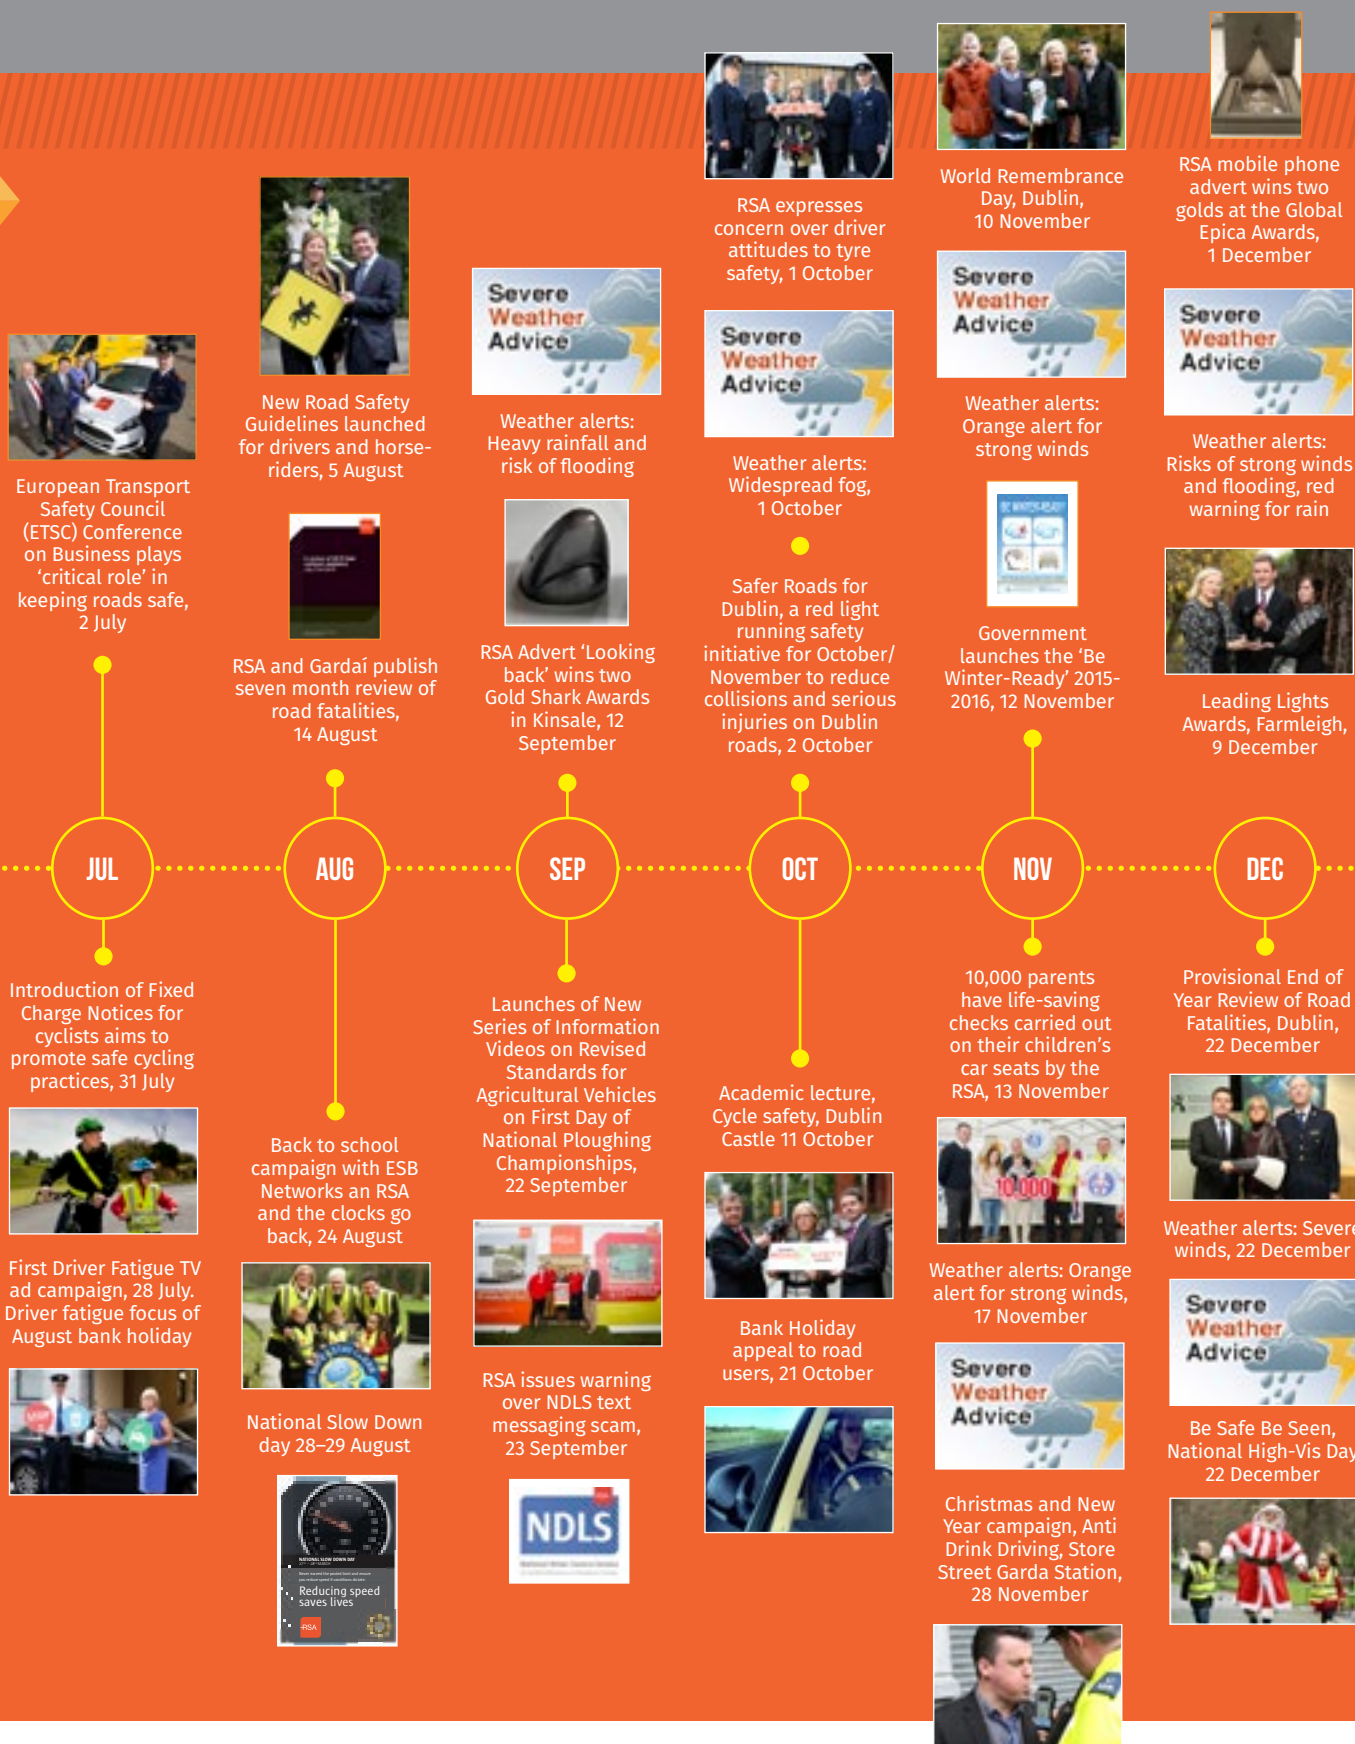 European Transport
Safety Council
(ETSC) Conference
on Business plays
‘critical role’ in
keeping roads safe,
2 July
JUL
Introduction of Fixed
Charge Notices for
cyclists aims to
promote safe cycling
practices, 31 July
First Driver Fatigue TV
ad campaign, 28 July.
Driver fatigue focus of
August bank holiday
New Road Safety
Guidelines launched
for drivers and horse-
riders, 5 August
RSA and Gardaí publish
seven month review of
road fatalities,
14 August
AUG
Back to school
campaign with ESB
Networks an RSA
and the clocks go
back, 24 August
National Slow Down
day 28–29 August
NATIONAL SLOW DOWN DAY
Reducing speed
saves lives
RSA
Severe
Weather
Advice
Weather alerts:
Heavy rainfall and
risk of flooding
RSA Advert ‘Looking
back’ wins two
Gold Shark Awards
in Kinsale, 12
September
SEP
Launches of New
Series of Information
Videos on Revised
Standards for
Agricultural Vehicles
on First Day of
National Ploughing
Championships,
22 September
RSA
RSA issues warning
over NDLS text
messaging scam,
23 September
NDLS
RSA expresses
concern over driver
attitudes to tyre
safety, 1 October
Severe
Weather
Advice
Weather alerts:
Widespread fog,
1 October
Safer Roads for
Dublin, a red light
running safety
initiative for October/
November to reduce
collisions and serious
injuries on Dublin
roads, 2 October
OCT
Academic lecture,
Cycle safety, Dublin
Castle 11 October
Bank Holiday
appeal to road
users, 21 October
World Remembrance
Day, Dublin,
10 November
Severe
Weather
Advice
Weather alerts:
Orange alert for
strong winds
BE WINTER-READY
Government
launches the ‘Be
Winter-Ready’ 2015-
2016, 12 November
NOV
10,000 parents
have life-saving
checks carried out
on their children’s
car seats by the
RSA, 13 November
10,000
Weather alerts: Orange
alert for strong winds,
17 November
Severe
Weather
Advice
Christmas and New
Year campaign, Anti
Drink Driving, Store
Street Garda Station,
28 November
RSA mobile phone
advert wins two
golds at the Global
Epica Awards,
1 December
Severe
Weather
Advice
Weather alerts:
Risks of strong winds
and flooding, red
warning for rain
Leading Lights
Awards, Farmleigh,
9 December
DEC
Provisional End of
Year Review of Road
Fatalities, Dublin,
22 December
Weather alerts: Severe
winds, 22 December
Severe
Weather
Advice
Be Safe Be Seen,
National High-Vis Day
22 December